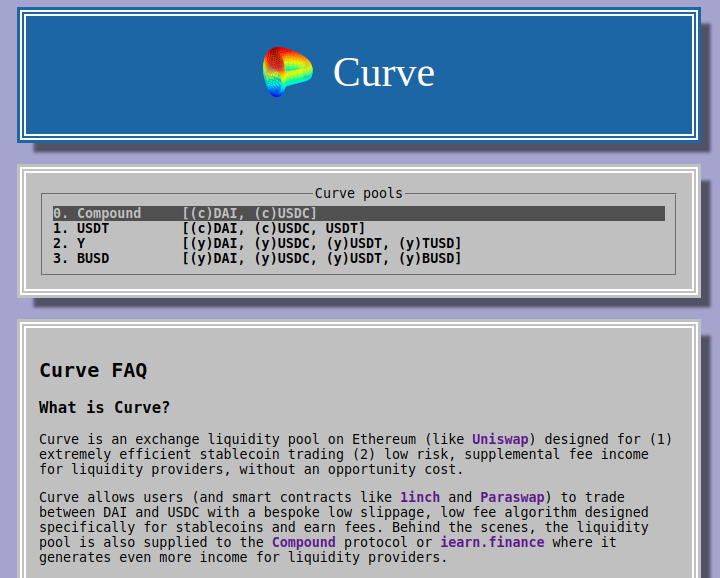 Curve
Curve pools
0. Compound [(c)DAI, (c)USDC]
1. USDT [(c)DAI, (c)USDC, USDT]
2. Y [(y)DAI, (y)USDC, (y)USDT, (y)TUSD]
3. BUSD [(y)DAI, (y)USDC, (y)USDT, (y)BUSD]
Curve FAQ
What is Curve?
Curve is an exchange liquidity pool on Ethereum (like Uniswap) designed for (1)
extremely efficient stablecoin trading (2) low risk, supplemental fee income
for liquidity providers, without an opportunity cost.
Curve allows users (and smart contracts like 1inch and Paraswap) to trade
between DAI and USDC with a bespoke low slippage, low fee algorithm designed
specifically for stablecoins and earn fees. Behind the scenes, the liquidity
pool is also supplied to the Compound protocol or iearn.finance where it
generates even more income for liquidity providers.